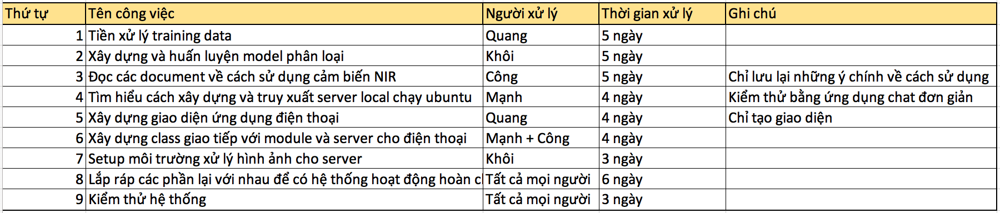 Thứ tự Tên công việc Người xử lý Thời gian xử lý Ghi chú
1 Tiền xử lý training data Quang 5 ngày
2 Xây dựng và huấn luyện model phân loại Khôi 5 ngày
3 Đọc các document về cách sử dụng cảm biến NIR Công 5 ngày Chỉ lưu lại những ý chính về cách sử dụng
4 Tìm hiểu cách xây dựng và truy xuất server local chạy ubuntu Mạnh 4 ngày Kiểm thử bằng ứng dụng chat đơn giản
5 Xây dựng giao diện ứng dụng điện thoại Quang 4 ngày Chỉ tạo giao diện
6 Xây dựng class giao tiếp với module và server cho điện thoại Mạnh + Công 4 ngày
7 Setup môi trường xử lý hình ảnh cho server Khôi 3 ngày
8 Lắp ráp các phần lại với nhau để có hệ thống hoạt động hoàn Tất cả mọi người 6 ngày
9 Kiểm thử hệ thống Tất cả mọi người 3 ngày